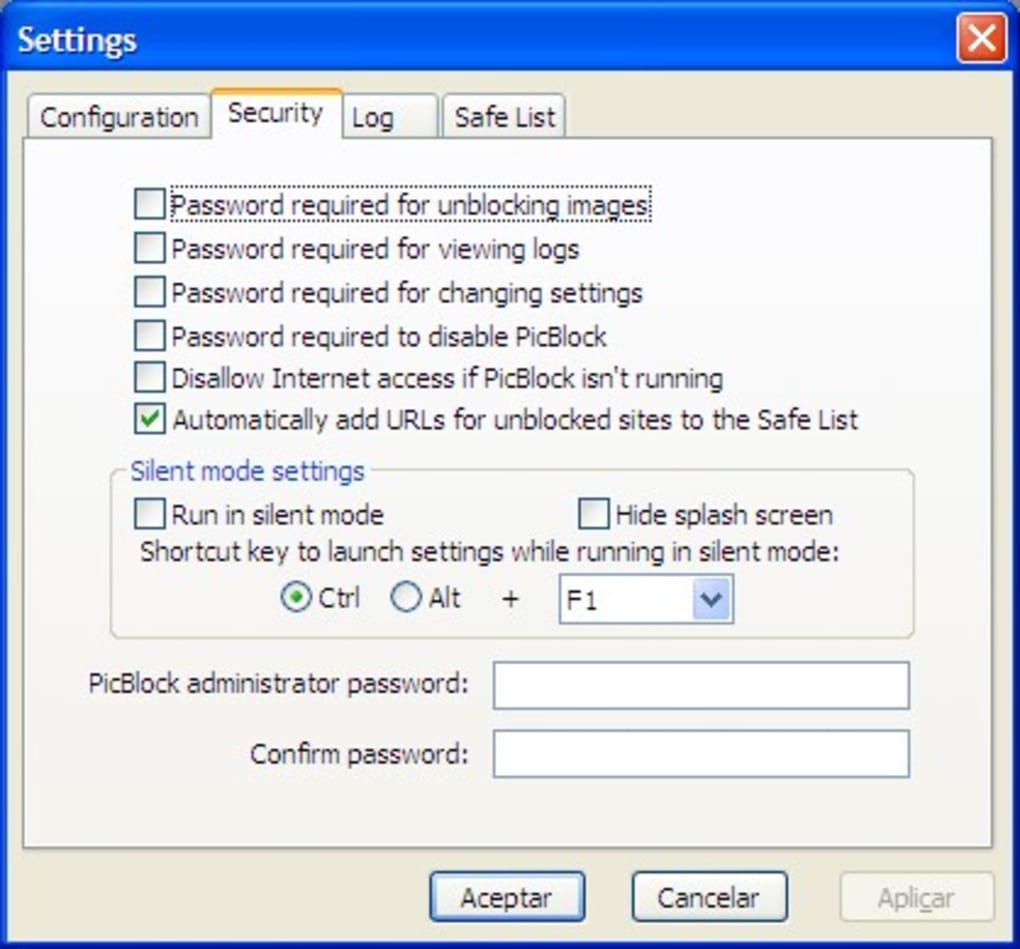 Settings
Configuration Security Log Safe List
Password required for unblocking images
Password required for viewing logs
Password required for changing settings
Password required to disable PicBlock
Disallow Internet access if PicBlock isn't running
Automatically add URLs for unblocked sites to the Safe List
Silent mode settings
Run in silent mode Hide splash screen
Shortcut key to launch settings while running in silent mode:
Ctrl Alt + F1
PicBlock administrator password:
Confirm password:
Aceptar Cancelar Aplicar